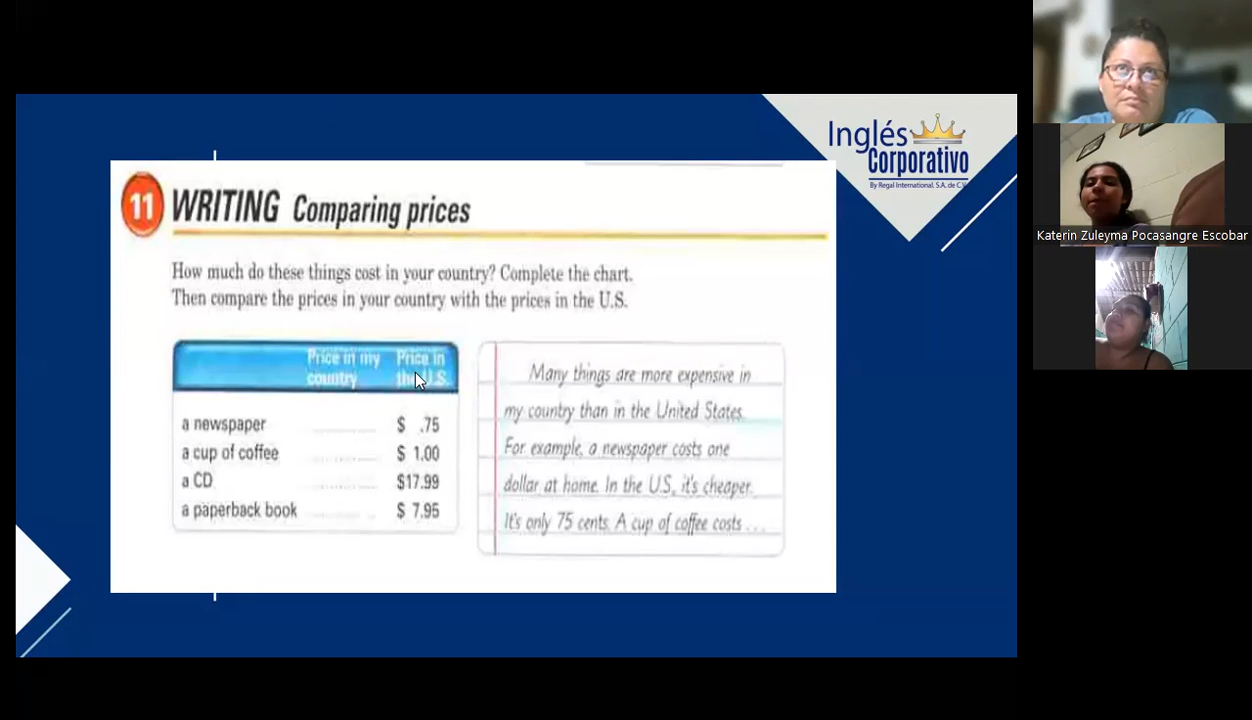 Inglés
Corporativo
By Regal International. S.A. de C.V.
11 WRITING Comparing prices
How much do these things cost in your country? Complete the chart.
Then compare the prices in your country with the prices in the U.S.
Price in my country
Price in the U.S.
a newspaper $ .75
a cup of coffee $ 1.00
a CD $17.99
a paperback book $ 7.95
Many things are more expensive in
my country than in the United States.
For example, a newspaper costs one
dollar at home. In the U.S., it's cheaper.
It's only 75 cents. A cup of coffee costs ...
Katerin Zuleyma Pocasangre Escobar